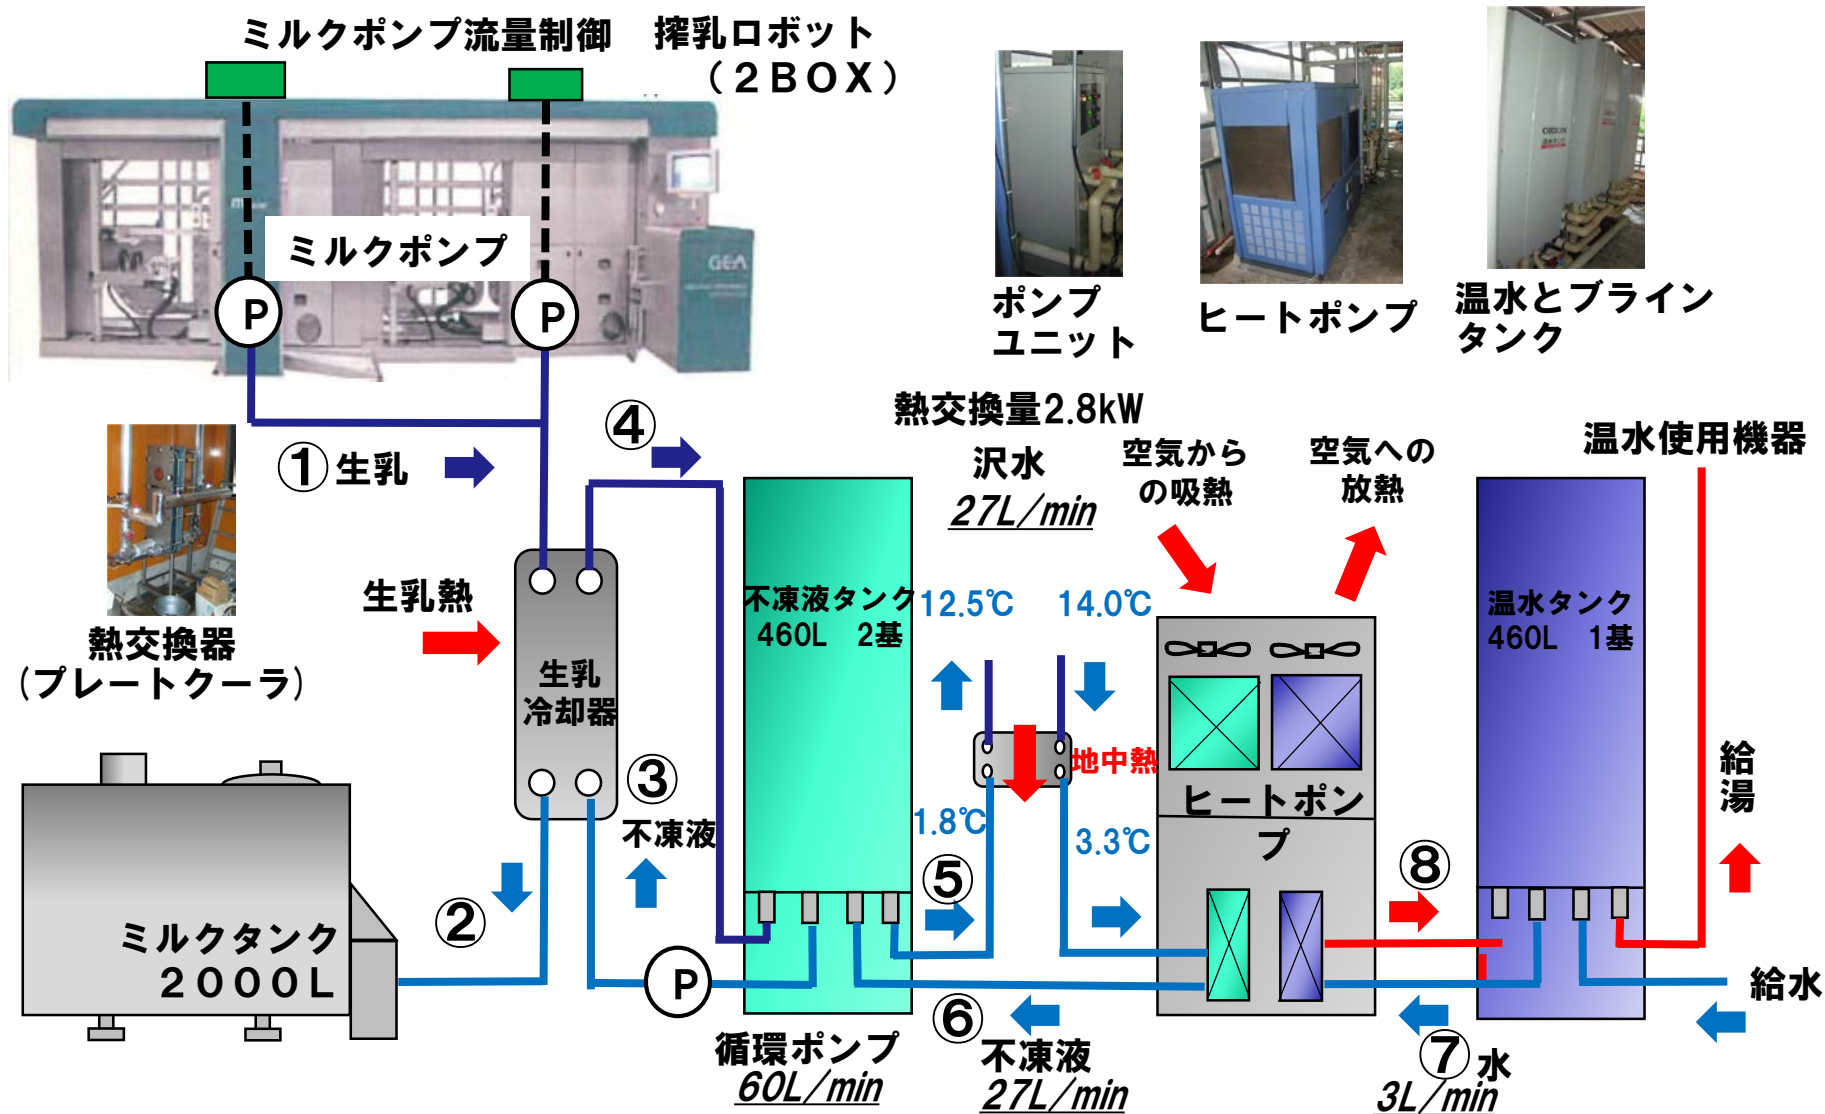 ミルクポンプ流量制御
搾乳ロボット
（２ＢＯＸ）
ミルクポンプ
P
P
GEA
ポンプ
ユニット
ヒートポンプ
温水とブライン
タンク
熱交換量2.8kW
沢水
27L/min
空気から
の吸熱
空気への
放熱
温水使用機器
①生乳
④
生乳熱
熱交換器
(プレートクーラ)
生乳
冷却器
不凍液タンク
460L 2基
12.5℃
14.0℃
地中熱
1.8℃
3.3℃
ヒートポン
プ
温水タンク
460L 1基
給湯
③
不凍液
②
⑤
⑧
ミルクタンク
２０００Ｌ
P
循環ポンプ
60L/min
⑥
不凍液
27L/min
⑦
水
3L/min
給水